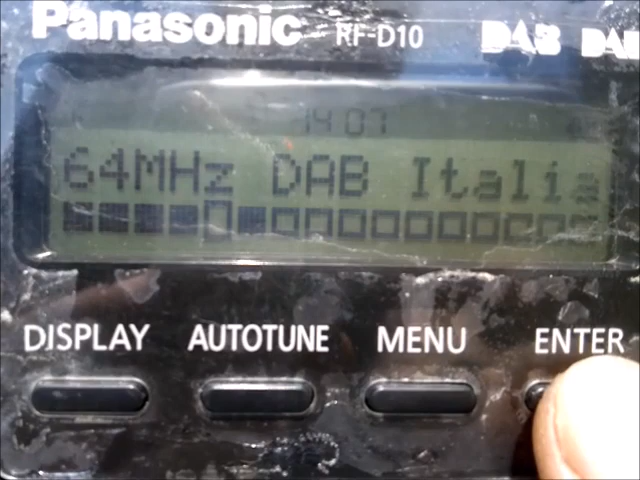 Panasonic RF-D10 DAB
14 07
64MHz DAB Italia
DISPLAY AUTOTUNE MENU ENTER